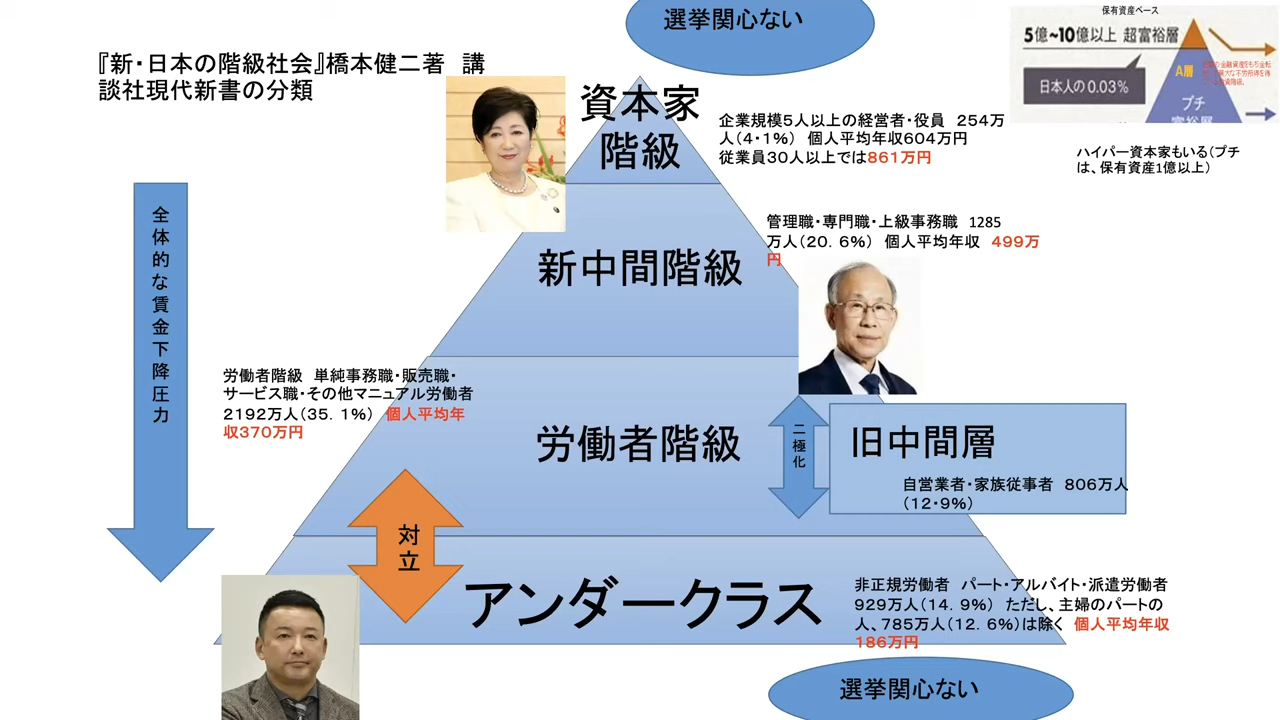 選挙関心ない
保有資産ベース
5億~10億以上 超富裕層
『新・日本の階級社会』橋本健二著 講
談社現代新書の分類
A層
日本人の0.03%
プチ
富裕層
資本家
階級
企業規模5人以上の経営者・役員 254万
人(4・1%) 個人平均年収604万円
従業員30人以上では861万円
ハイパー資本家もいる(プチ
は、保有資産1億以上)
全体的な賃金下降圧力
新中間階級
管理職・専門職・上級事務職 1285
万人(20.6%) 個人平均年収 499万
円
労働者階級 単純事務職・販売職・
サービス職・その他マニュアル労働者
2192万人(35.1%) 個人平均年
収370万円
労働者階級
二極化
旧中間層
自営業者・家族従事者 806万人
(12・9%)
対立
アンダークラス
非正規労働者 パート・アルバイト・派遣労働者
929万人(14.9%) ただし、主婦のパートの
人、785万人(12.6%)は除く 個人平均年収
186万円
選挙関心ない